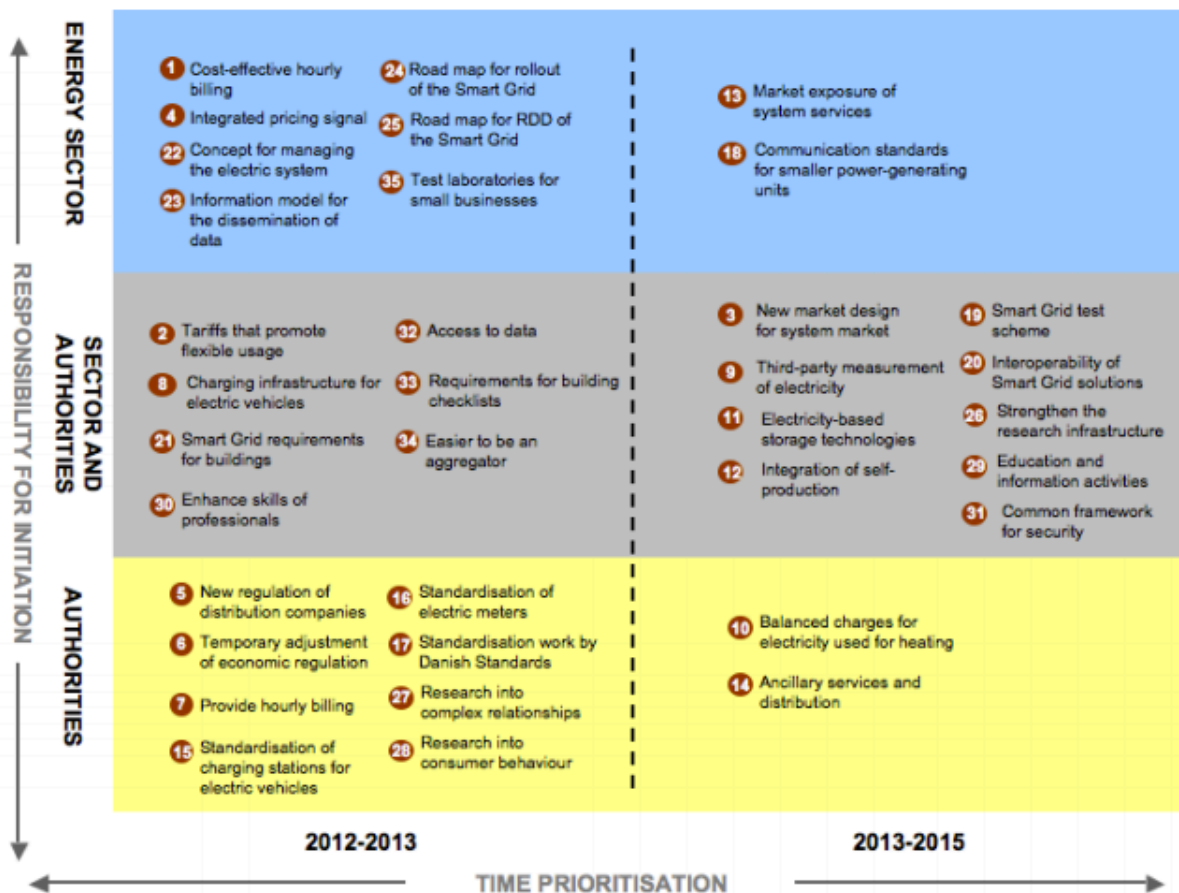 ENERGY SECTOR
1 Cost-effective hourly
billing
4 Integrated pricing signal
22 Concept for managing
the electric system
23 Information model for
the dissemination of
data
24 Road map for rollout
of the Smart Grid
25 Road map for RDD of
the Smart Grid
35 Test laboratories for
small businesses
13 Market exposure of
system services
18 Communication standards
for smaller power-generating
units
RESPONSIBILITY FOR INITIATION
SECTOR AND
AUTHORITIES
2 Tariffs that promote
flexible usage
8 Charging infrastructure for
electric vehicles
21 Smart Grid requirements
for buildings
30 Enhance skills of
professionals
32 Access to data
33 Requirements for building
checklists
34 Easier to be an
aggregator
3 New market design
for system market
9 Third-party measurement
of electricity
11 Electricity-based
storage technologies
12 Integration of self-
production
19 Smart Grid test
scheme
20 Interoperability of
Smart Grid solutions
26 Strengthen the
research infrastructure
29 Education and
information activities
31 Common framework
for security
AUTHORITIES
5 New regulation of
distribution companies
6 Temporary adjustment
of economic regulation
7 Provide hourly billing
15 Standardisation of
charging stations for
electric vehicles
16 Standardisation of
electric meters
17 Standardisation work by
Danish Standards
27 Research into
complex relationships
28 Research into
consumer behaviour
10 Balanced charges for
electricity used for heating
14 Ancillary services and
distribution
2012-2013
2013-2015
TIME PRIORITISATION